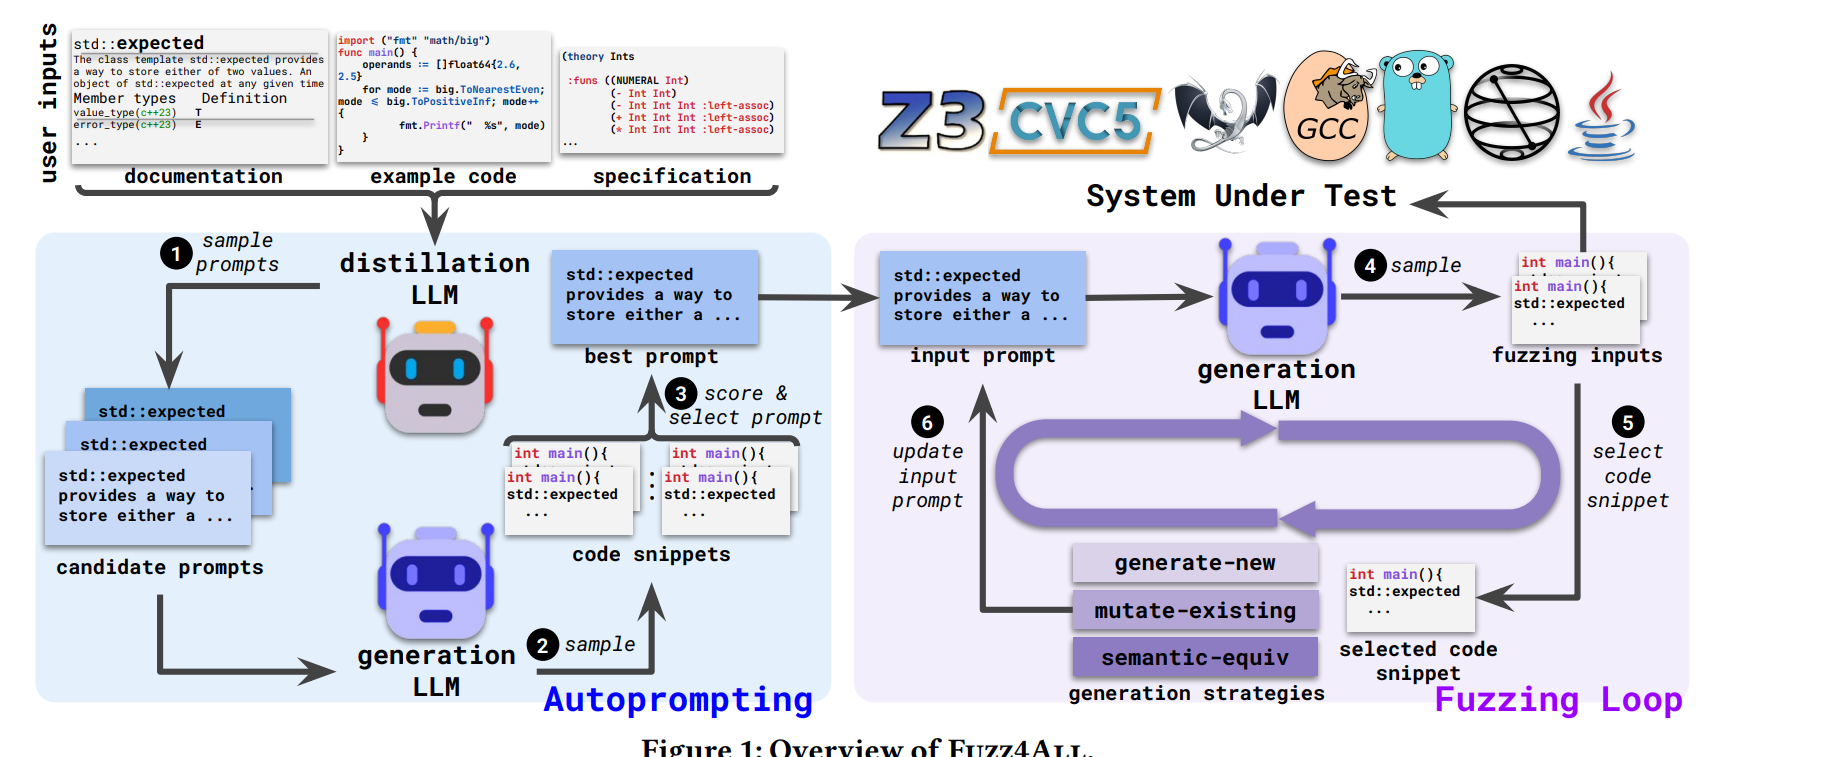 user inputs
std::expected
The class template std::expected provides
a way to store either of two values. An
object of std::expected at any given time
Member types Definition
value_type(c++23) T
error_type(c++23) E
...
documentation
import ("fmt" "math/big")
func main() {
operands := []float64{2.6,
2.5}
for mode := big.ToNearestEven;
mode ⩽ big.ToPositiveInf; mode++
{
fmt.Printf("  %s", mode)
}
}
example code
(theory Ints
:funs ((NUMERAL Int)
(- Int Int)
(- Int Int Int :left-assoc)
(+ Int Int Int :left-assoc)
(* Int Int Int :left-assoc)
...
specification
1 sample
prompts
distillation
LLM
std::expected
std::expected
std::expected
provides a way to
store either a ...
candidate prompts
generation
LLM
2 sample
int main(){
int main(){
std::expected
...
int main(){
int main(){
std::expected
...
code snippets
3 score &
select prompt
std::expected
provides a way to
store either a ...
best prompt
Autoprompting
Z3
CVC5
GCC
System Under Test
std::expected
provides a way to
store either a ...
input prompt
generation
LLM
4 sample
int main(){
int main(){
std::expected
...
fuzzing inputs
5
select
code
snippet
int main(){
std::expected
...
selected code
snippet
6
update
input
prompt
generate-new
mutate-existing
semantic-equiv
generation strategies
Fuzzing Loop
Figure 1: Overview of Fuzz4All.